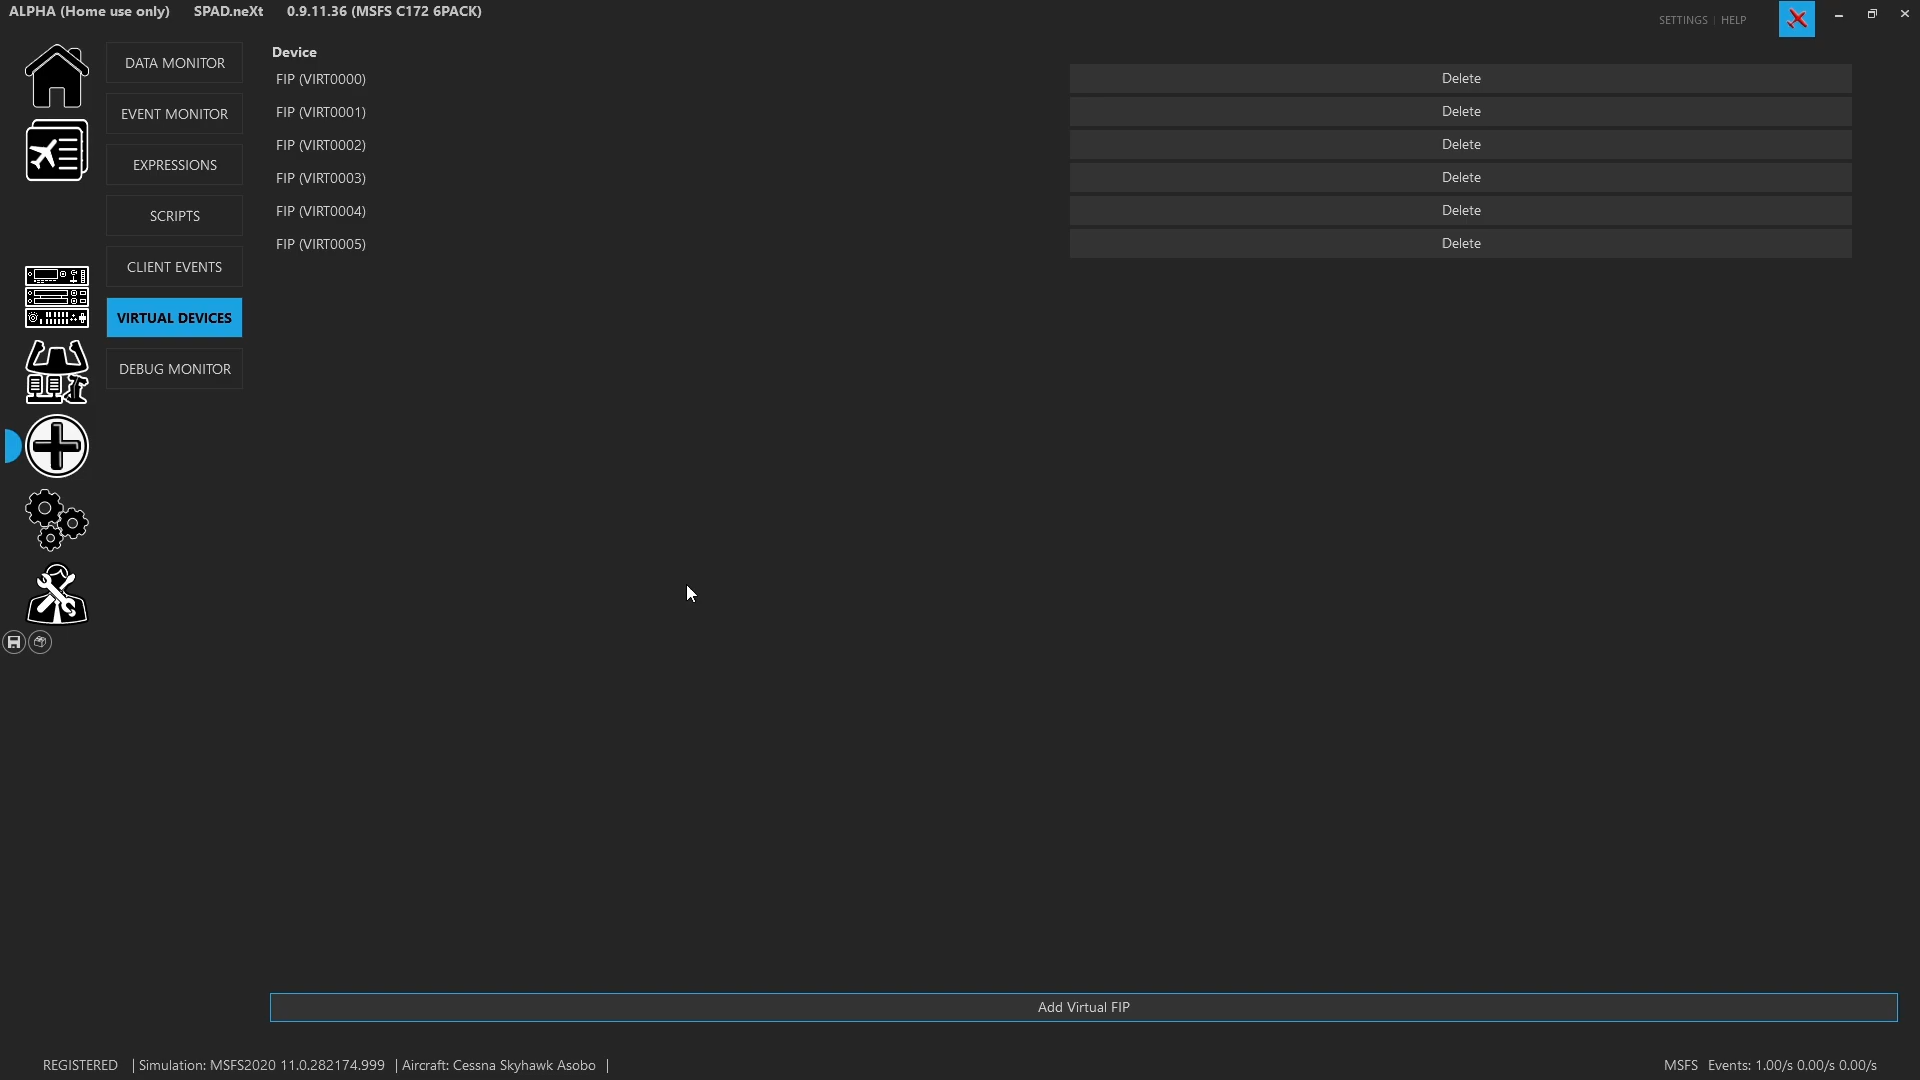 ALPHA (Home use only) SPAD.neXt 0.9.11.36 (MSFS C172 6PACK)
SETTINGS | HELP
DATA MONITOR
EVENT MONITOR
EXPRESSIONS
SCRIPTS
CLIENT EVENTS
VIRTUAL DEVICES
DEBUG MONITOR
Device
FIP (VIRT0000) Delete
FIP (VIRT0001) Delete
FIP (VIRT0002) Delete
FIP (VIRT0003) Delete
FIP (VIRT0004) Delete
FIP (VIRT0005) Delete
Add Virtual FIP
REGISTERED | Simulation: MSFS2020 11.0.282174.999 | Aircraft: Cessna Skyhawk Asobo |
MSFS Events: 1.00/s 0.00/s 0.00/s